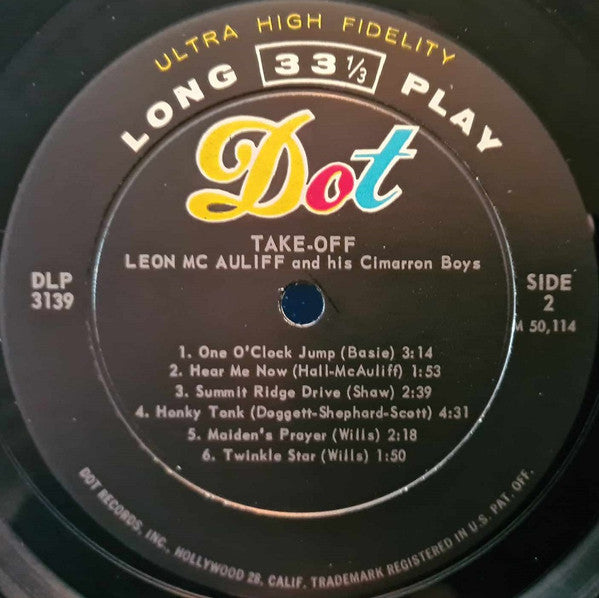 ULTRA HIGH FIDELITY
LONG 33 1/3 PLAY
Dot
TAKE-OFF
LEON MC AULIFF and his Cimarron Boys
DLP
3139
SIDE
2
M 50,114
1. One O'Clock Jump (Basie) 3:14
2. Hear Me Now (Hall-McAuliff) 1:53
3. Summit Ridge Drive (Shaw) 2:39
4. Honky Tonk (Doggett-Shephard-Scott) 4:31
5. Maiden's Prayer (Wills) 2:18
6. Twinkle Star (Wills) 1:50
DOT RECORDS, INC., HOLLYWOOD 28, CALIF. TRADEMARK REGISTERED IN U.S. PAT. OFF.